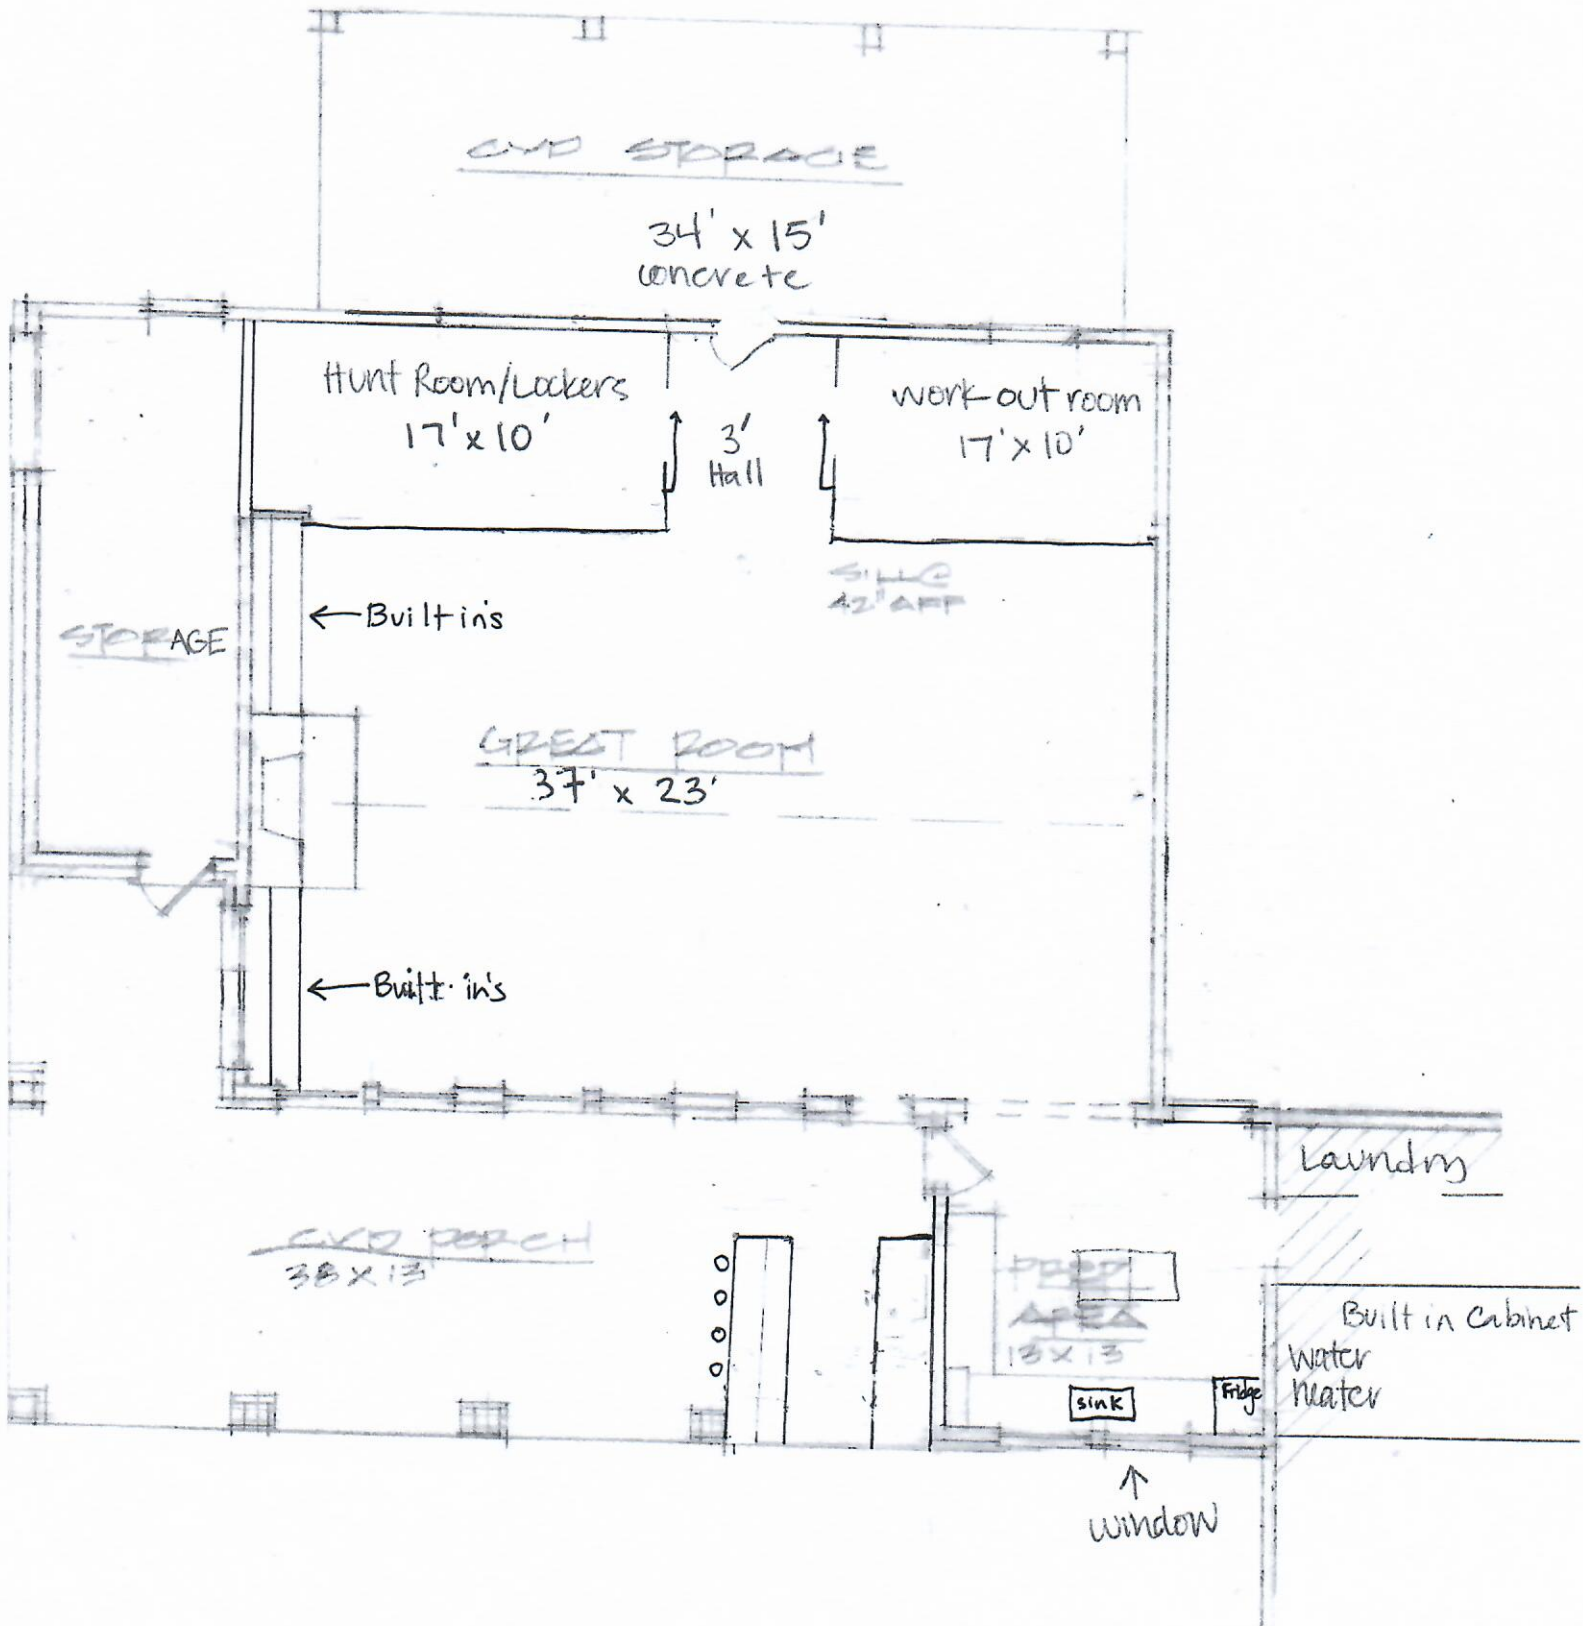 CVD STORAGE
34' x 15'
concrete
Hunt Room/Lockers
17' x 10'
3'
Hall
work-out room
17' x 10'
SILL @
42" AFF
← Built in's
STORAGE
GREAT ROOM
37' x 23'
← Built-in's
Laundry
CVD PORCH
38 x 13'
PREP
AREA
13 x 13
Built in Cabinet
water
heater
sink
Fridge
↑
window